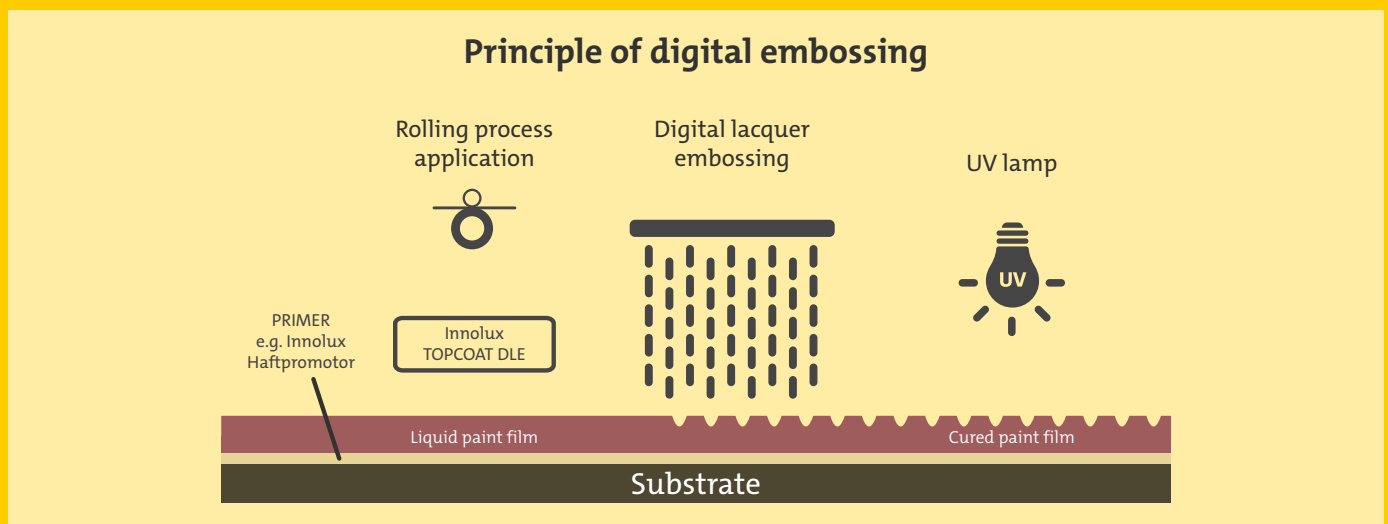 Principle of digital embossing
Rolling process
application
Digital lacquer
embossing
UV lamp
UV
PRIMER
e.g. Innolux
Haftpromotor
Innolux
TOPCOAT DLE
Liquid paint film
Cured paint film
Substrate